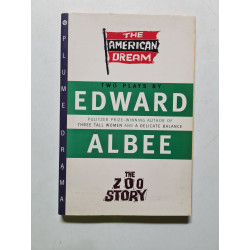 THE
AMERICAN
DREAM
TWO PLAYS BY
EDWARD
PULITZER PRIZE-WINNING AUTHOR OF
THREE TALL WOMEN AND A DELICATE BALANCE
ALBEE
THE
ZOO
STORY
PLUME DRAMA